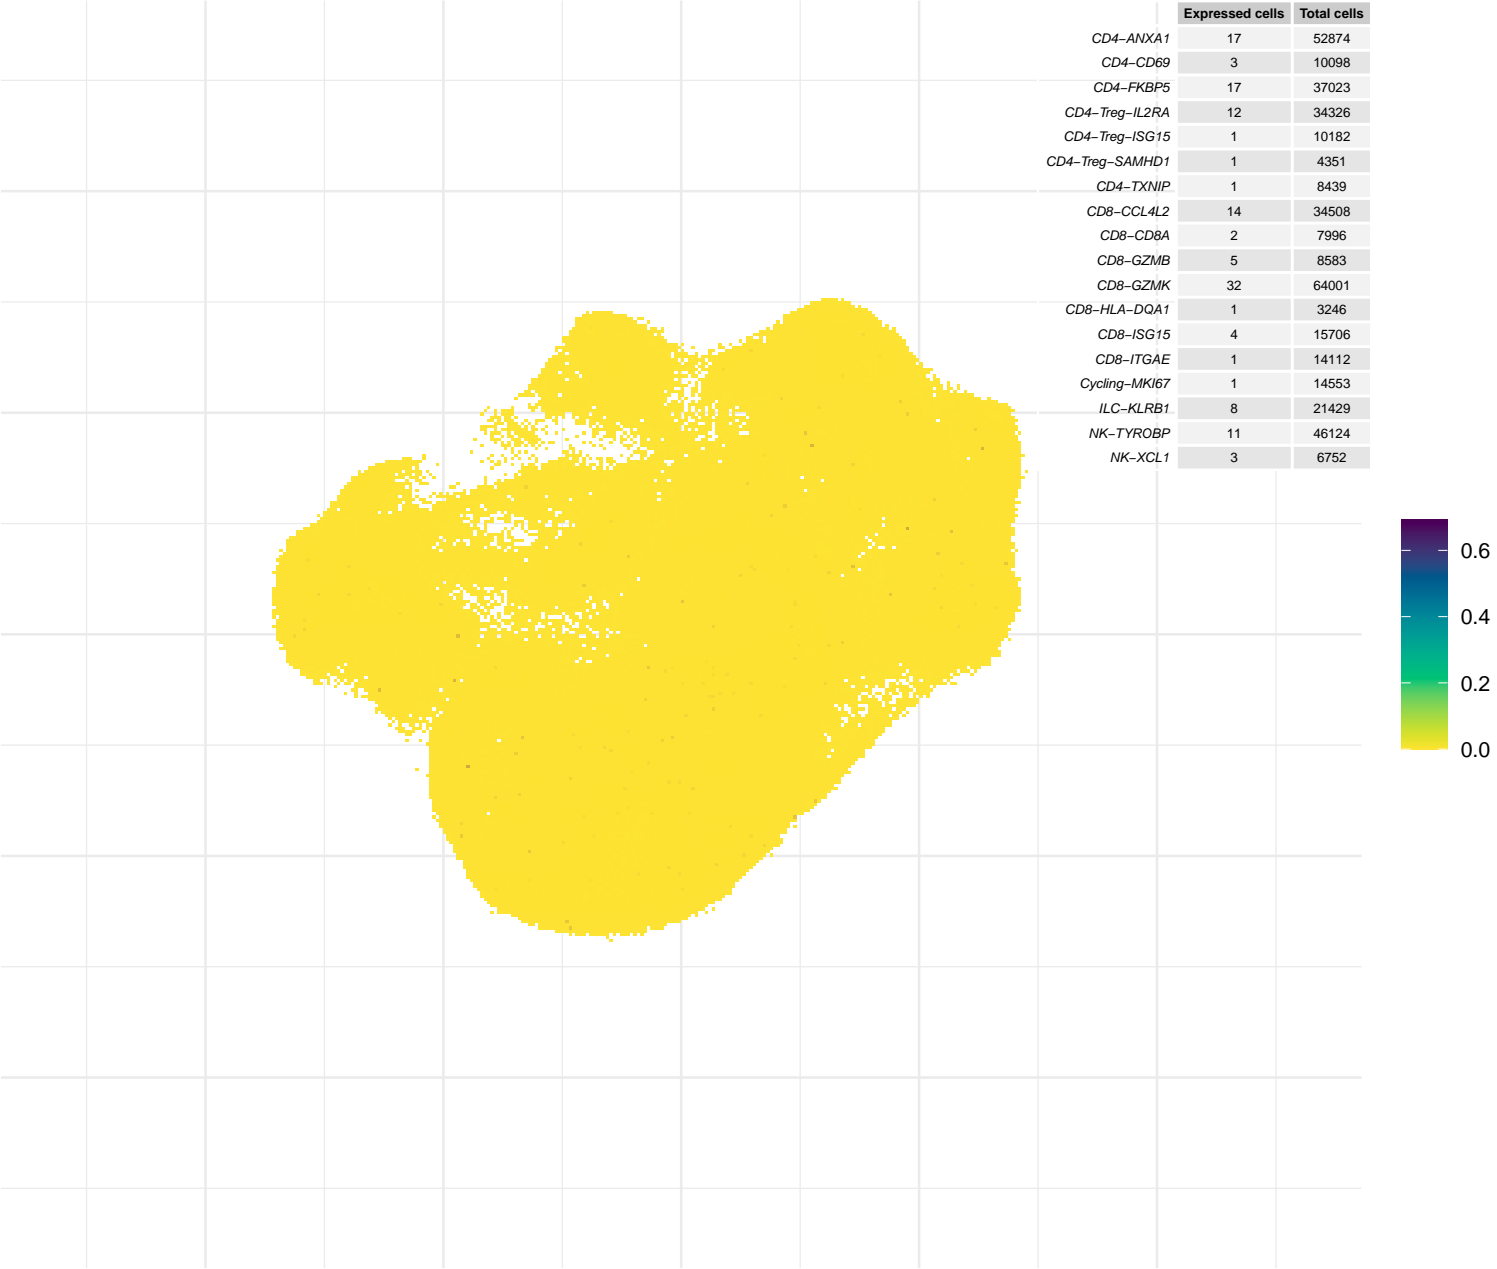 Expressed cells Total cells
CD4−ANXA1 17 52874
CD4−CD69 3 10098
CD4−FKBP5 17 37023
CD4−Treg−IL2RA 12 34326
CD4−Treg−ISG15 1 10182
CD4−Treg−SAMHD1 1 4351
CD4−TXNIP 1 8439
CD8−CCL4L2 14 34508
CD8−CD8A 2 7996
CD8−GZMB 5 8583
CD8−GZMK 32 64001
CD8−HLA−DQA1 1 3246
CD8−ISG15 4 15706
CD8−ITGAE 1 14112
Cycling−MKI67 1 14553
ILC−KLRB1 8 21429
NK−TYROBP 11 46124
NK−XCL1 3 6752
0.6
0.4
0.2
0.0